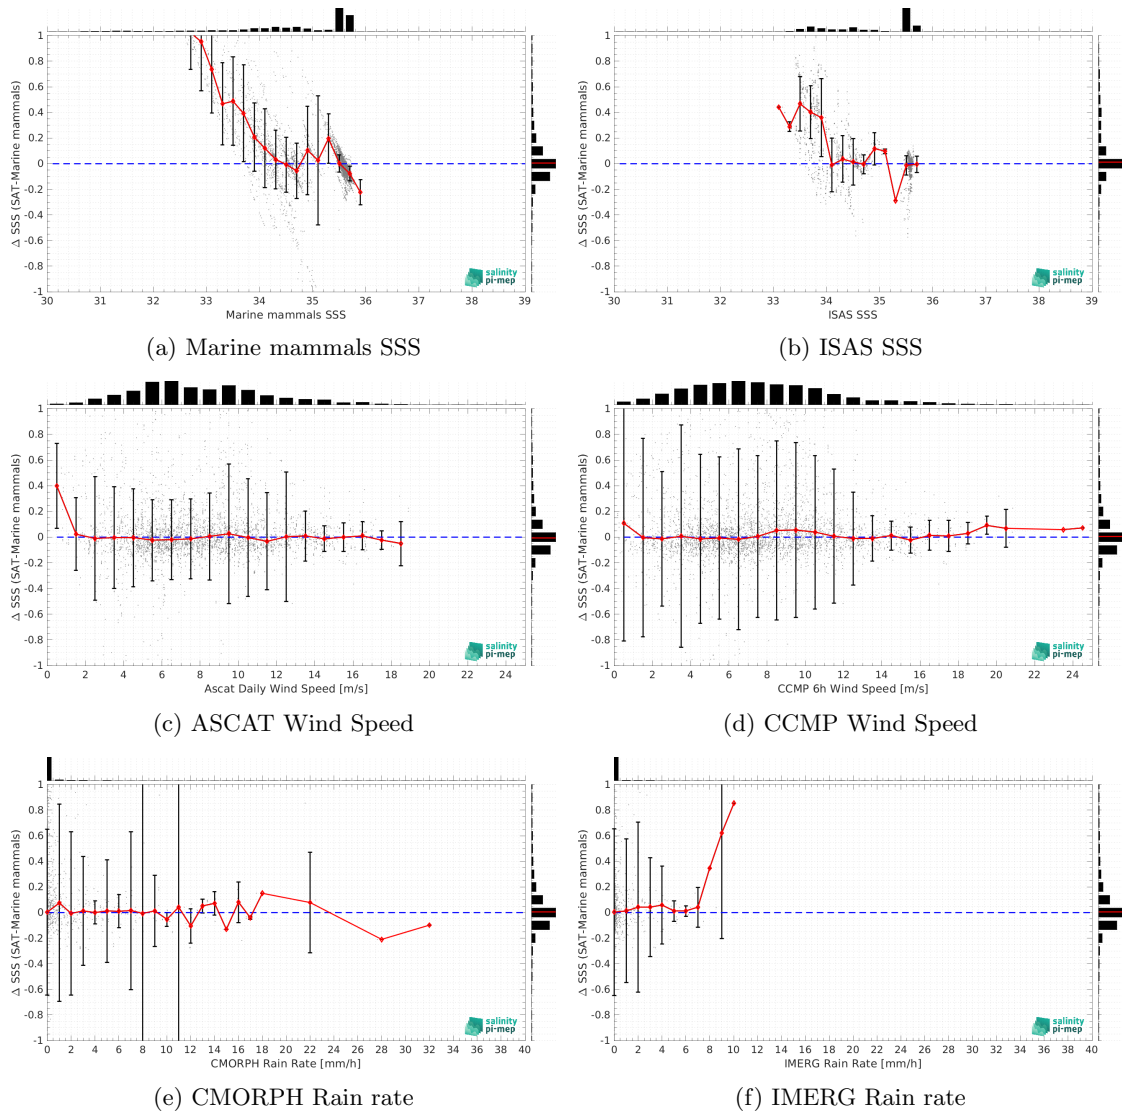 Δ SSS (SAT-Marine mammals)
1
0.8
0.6
0.4
0.2
0
-0.2
-0.4
-0.6
-0.8
-1
salinity
pi-mep
30 31 32 33 34 35 36 37 38 39
Marine mammals SSS
(a) Marine mammals SSS
Δ SSS (SAT-Marine mammals)
1
0.8
0.6
0.4
0.2
0
-0.2
-0.4
-0.6
-0.8
-1
salinity
pi-mep
30 31 32 33 34 35 36 37 38 39
ISAS SSS
(b) ISAS SSS
Δ SSS (SAT-Marine mammals)
1
0.8
0.6
0.4
0.2
0
-0.2
-0.4
-0.6
-0.8
-1
salinity
pi-mep
0 2 4 6 8 10 12 14 16 18 20 22 24
Ascat Daily Wind Speed [m/s]
(c) ASCAT Wind Speed
Δ SSS (SAT-Marine mammals)
1
0.8
0.6
0.4
0.2
0
-0.2
-0.4
-0.6
-0.8
-1
salinity
pi-mep
0 2 4 6 8 10 12 14 16 18 20 22 24
CCMP 6h Wind Speed [m/s]
(d) CCMP Wind Speed
Δ SSS (SAT-Marine mammals)
1
0.8
0.6
0.4
0.2
0
-0.2
-0.4
-0.6
-0.8
-1
salinity
pi-mep
0 2 4 6 8 10 12 14 16 18 20 22 24 26 28 30 32 34 36 38 40
CMORPH Rain Rate [mm/h]
(e) CMORPH Rain rate
Δ SSS (SAT-Marine mammals)
1
0.8
0.6
0.4
0.2
0
-0.2
-0.4
-0.6
-0.8
-1
salinity
pi-mep
0 2 4 6 8 10 12 14 16 18 20 22 24 26 28 30 32 34 36 38 40
IMERG Rain Rate [mm/h]
(f) IMERG Rain rate